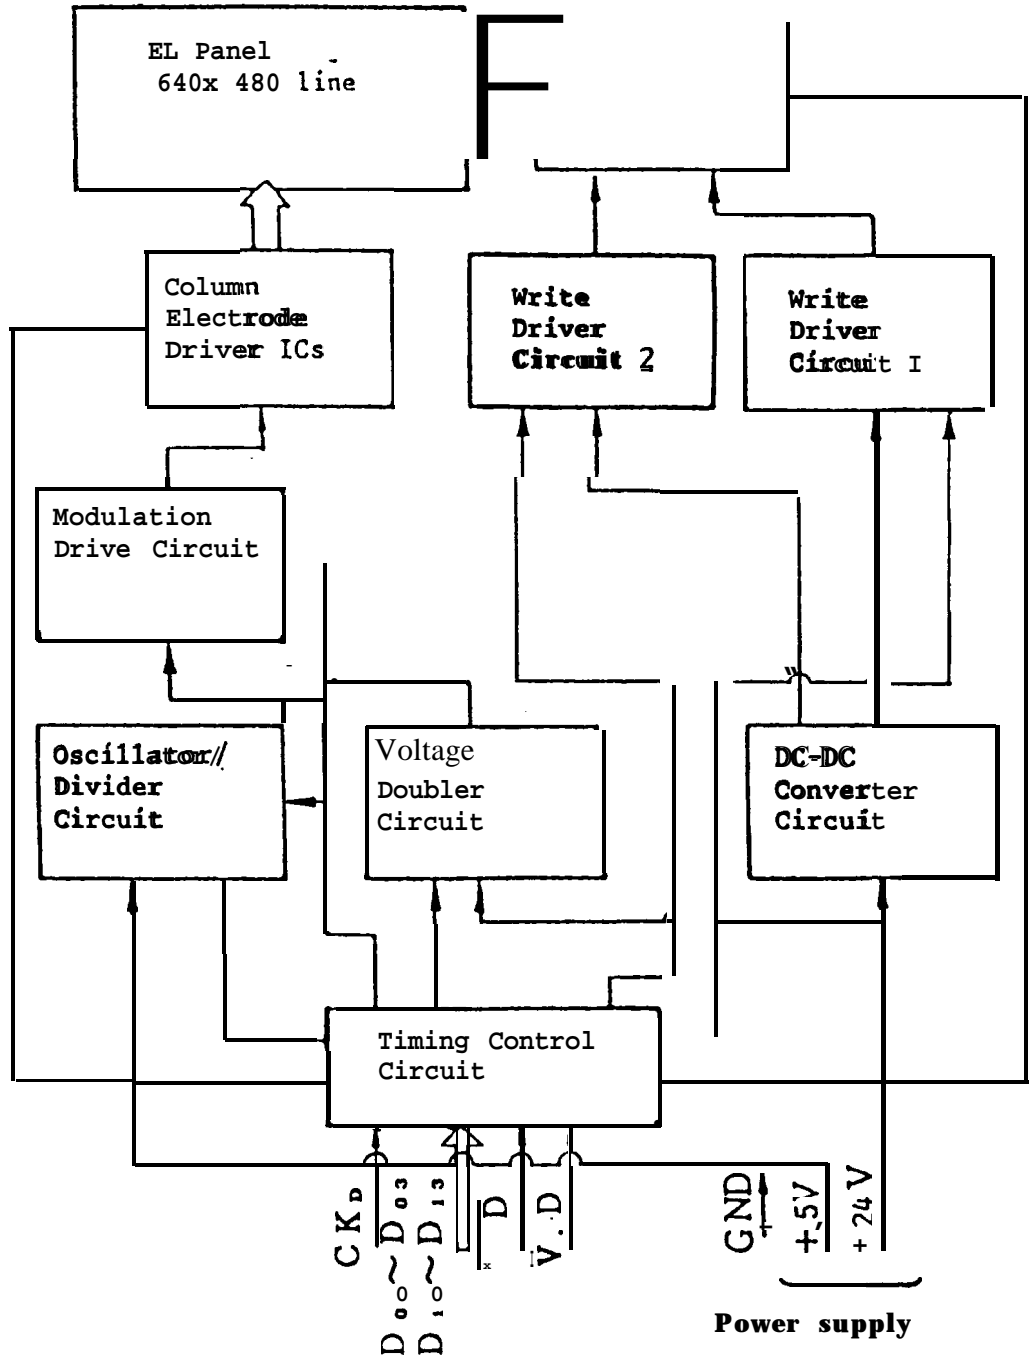 EL Panel
640x 480 line
Column
Electrode
Driver ICs
Write
Driver
Circuit 2
Write
Driver
Circuit I
Modulation
Drive Circuit
Oscillator/
Divider
Circuit
Voltage
Doubler
Circuit
DC-DC
Converter
Circuit
Timing Control
Circuit
CKD
D00~D03
D10~D13
D
V.D
GND
+5V
+24V
Power supply